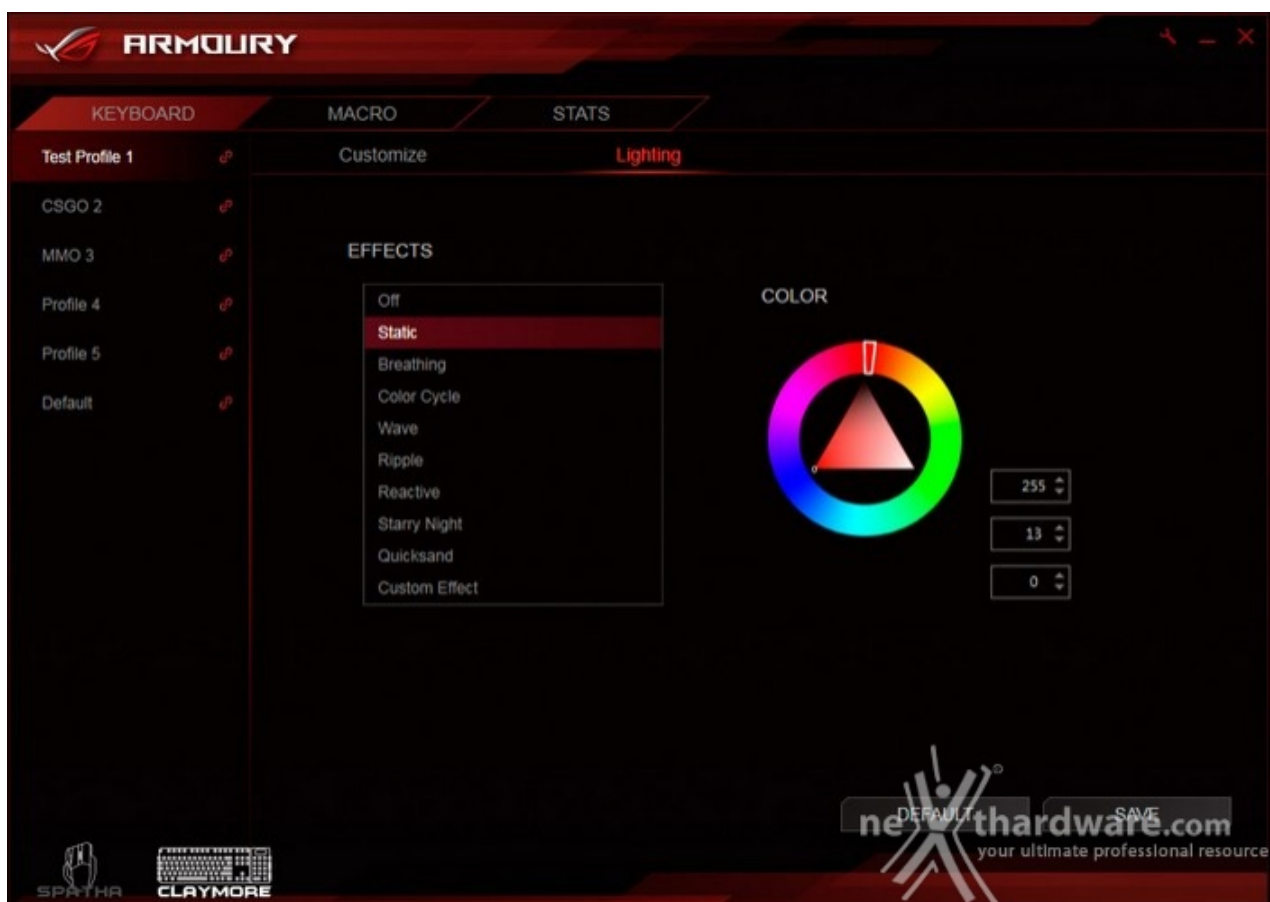 ARMOURY
KEYBOARD MACRO STATS
Test Profile 1
Customize Lighting
CSGO 2
MMO 3
Profile 4
Profile 5
Default
EFFECTS
Off
Static
Breathing
Color Cycle
Wave
Ripple
Reactive
Starry Night
Quicksand
Custom Effect
COLOR
255
13
0
DEFAULT SAVE
nexthardware.com
your ultimate professional resource
SPATHA CLAYMORE